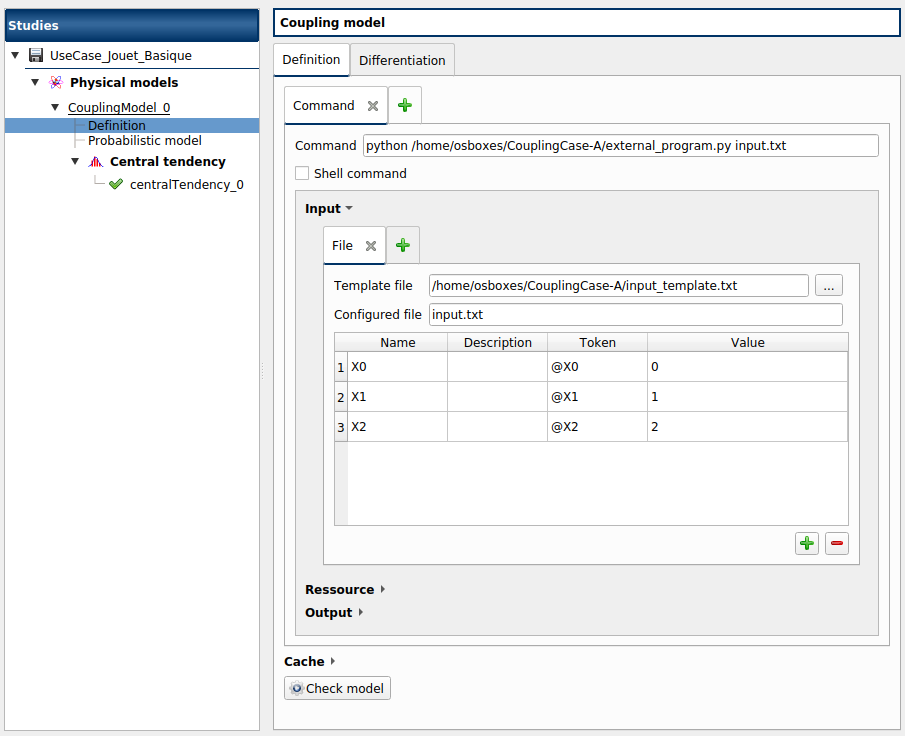 Studies
UseCase_Jouet_Basique
Physical models
CouplingModel_0
Definition
Probabilistic model
Central tendency
centralTendency_0
Coupling model
Definition Differentiation
Command
Command python /home/osboxes/CouplingCase-A/external_program.py input.txt
Shell command
Input
File
Template file /home/osboxes/CouplingCase-A/input_template.txt ...
Configured file input.txt
Name Description Token Value
1 X0 @X0 0
2 X1 @X1 1
3 X2 @X2 2
Ressource
Output
Cache
Check model